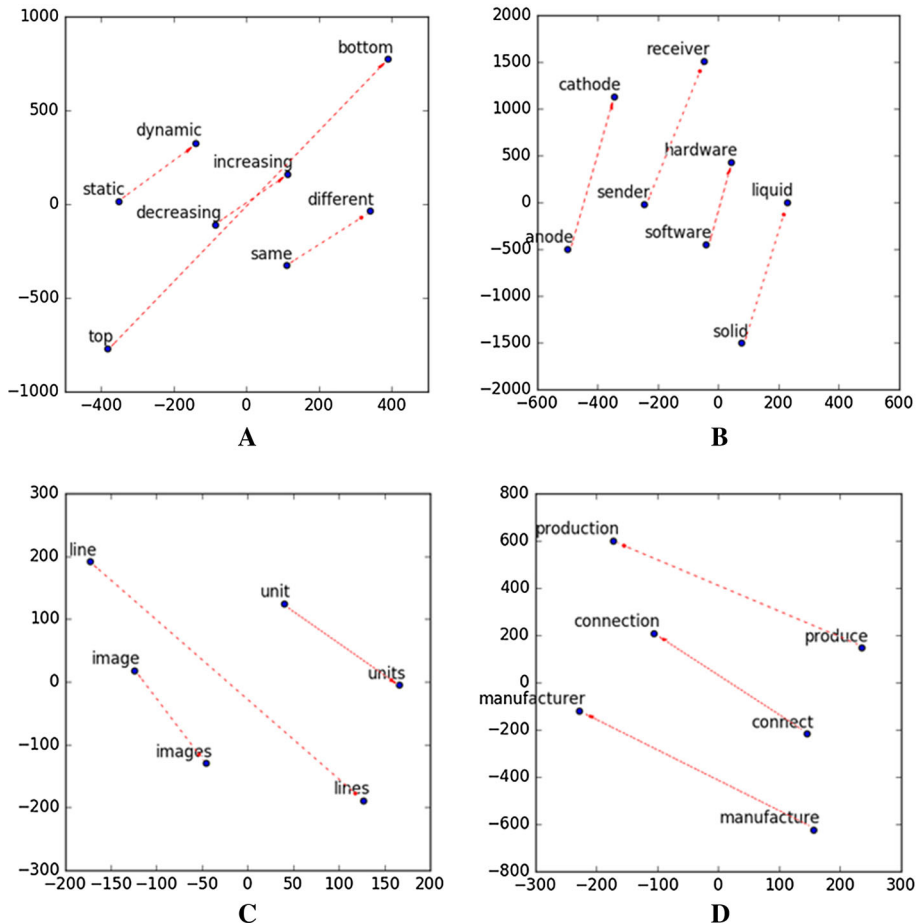 1000
500
0
−500
−1000
−400
−200
0
200
400
bottom
dynamic
increasing
static
decreasing
different
same
top
A
2000
1500
1000
500
0
−500
−1000
−1500
−2000
−600
−400
−200
0
200
400
600
receiver
cathode
hardware
sender
liquid
software
anode
solid
B
300
200
100
0
−100
−200
−300
−200
−150
−100
−50
0
50
100
150
200
line
unit
image
units
images
lines
C
800
600
400
200
0
−200
−400
−600
−800
−300
−200
−100
0
100
200
300
production
connection
produce
manufacturer
connect
manufacture
D